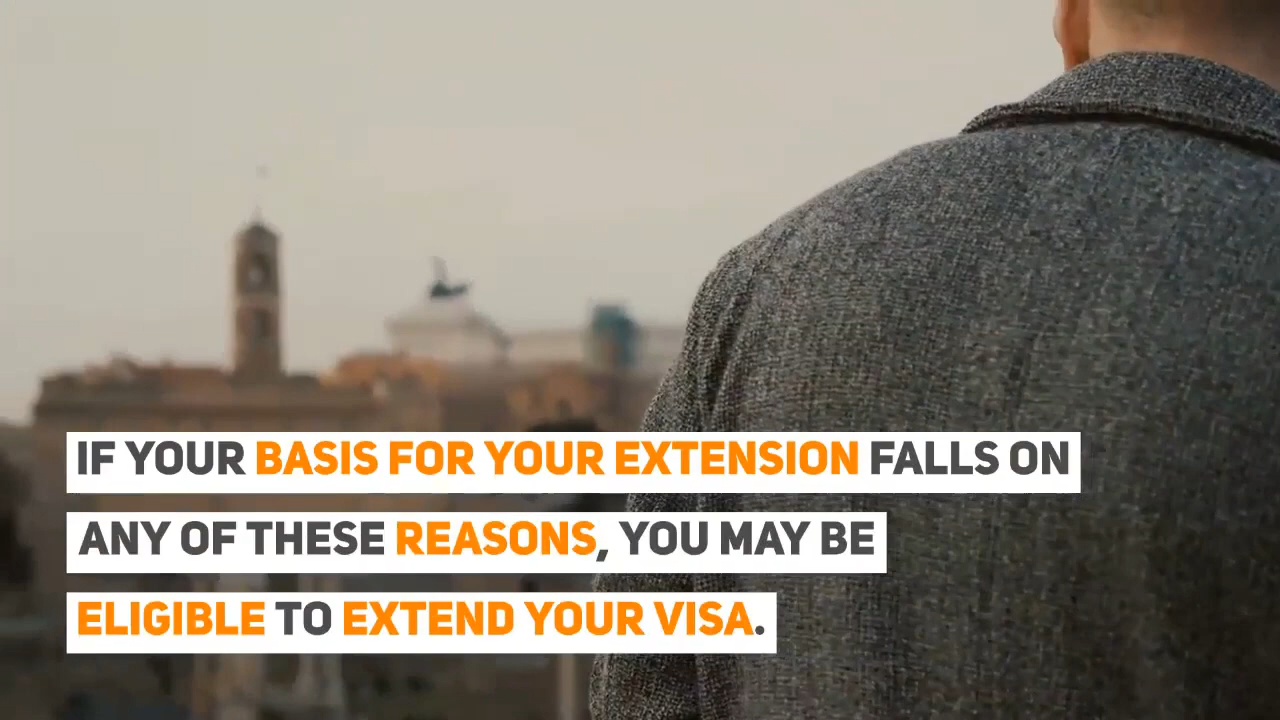 IF YOUR BASIS FOR YOUR EXTENSION FALLS ON
ANY OF THESE REASONS, YOU MAY BE
ELIGIBLE TO EXTEND YOUR VISA.